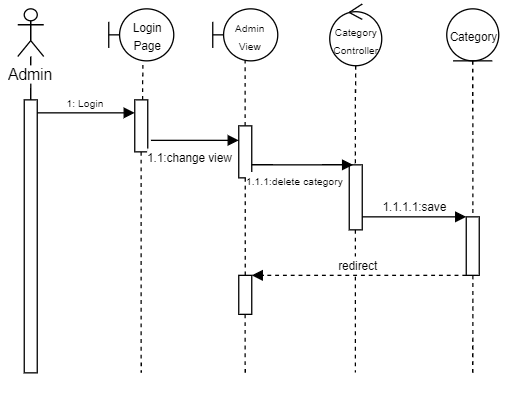 Login
Page
Admin
View
Category
Controller
Category
Admin
1: Login
1.1:change view
1.1.1:delete category
1.1.1.1:save
redirect